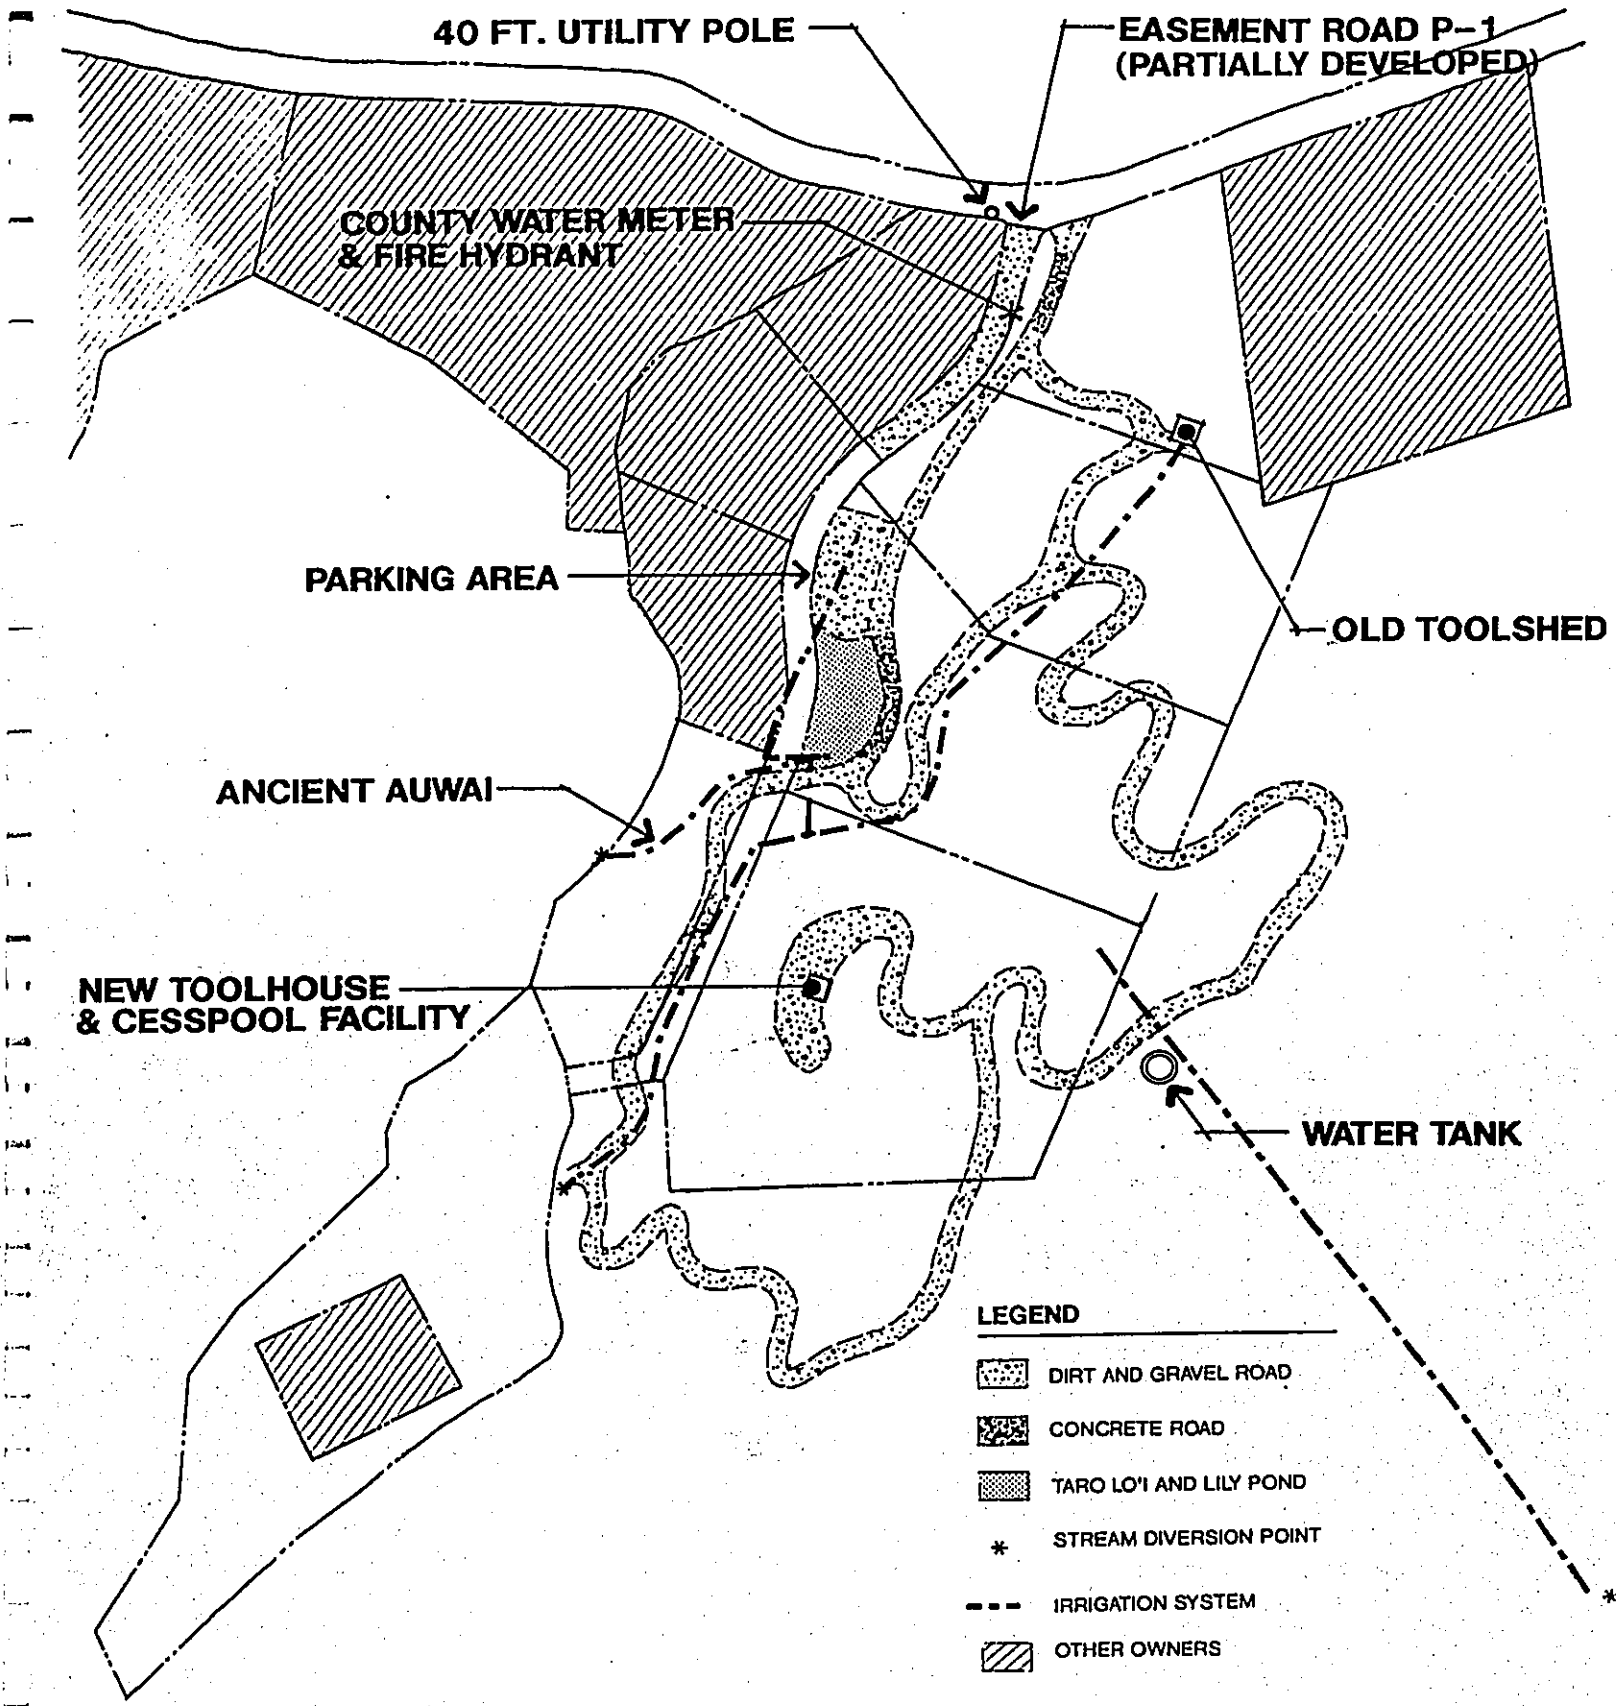 40 FT. UTILITY POLE
EASEMENT ROAD P-1
(PARTIALLY DEVELOPED)
COUNTY WATER METER
& FIRE HYDRANT
PARKING AREA
OLD TOOLSHED
ANCIENT AUWAI
NEW TOOLHOUSE
& CESSPOOL FACILITY
WATER TANK
LEGEND
DIRT AND GRAVEL ROAD
CONCRETE ROAD
TARO LO'I AND LILY POND
* STREAM DIVERSION POINT
IRRIGATION SYSTEM
OTHER OWNERS